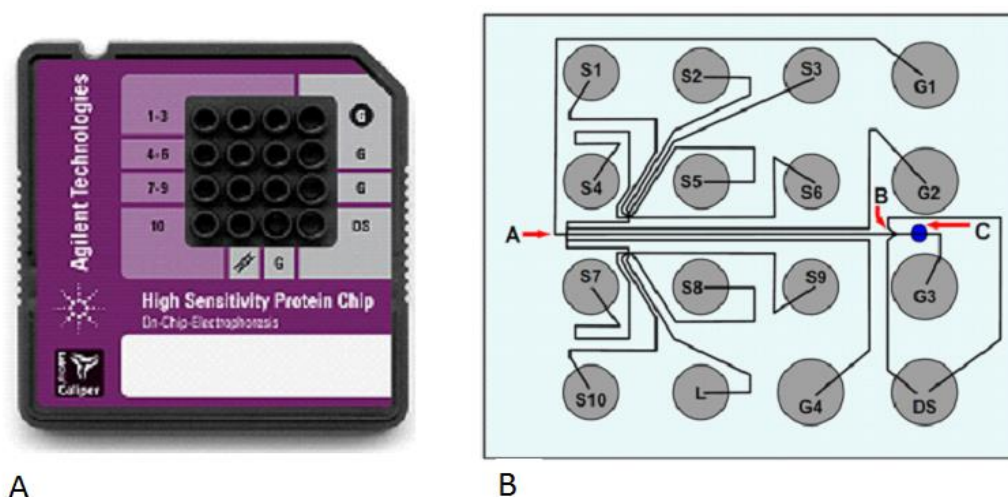 Agilent Technologies
1-3
4-6
7-9
10
G
G
G
DS
G
High Sensitivity Protein Chip
On-Chip-Electrophoresis
Caliper
A
S1
S2
S3
G1
S4
S5
S6
G2
B
A
C
S7
S8
S9
G3
S10
L
G4
DS
B